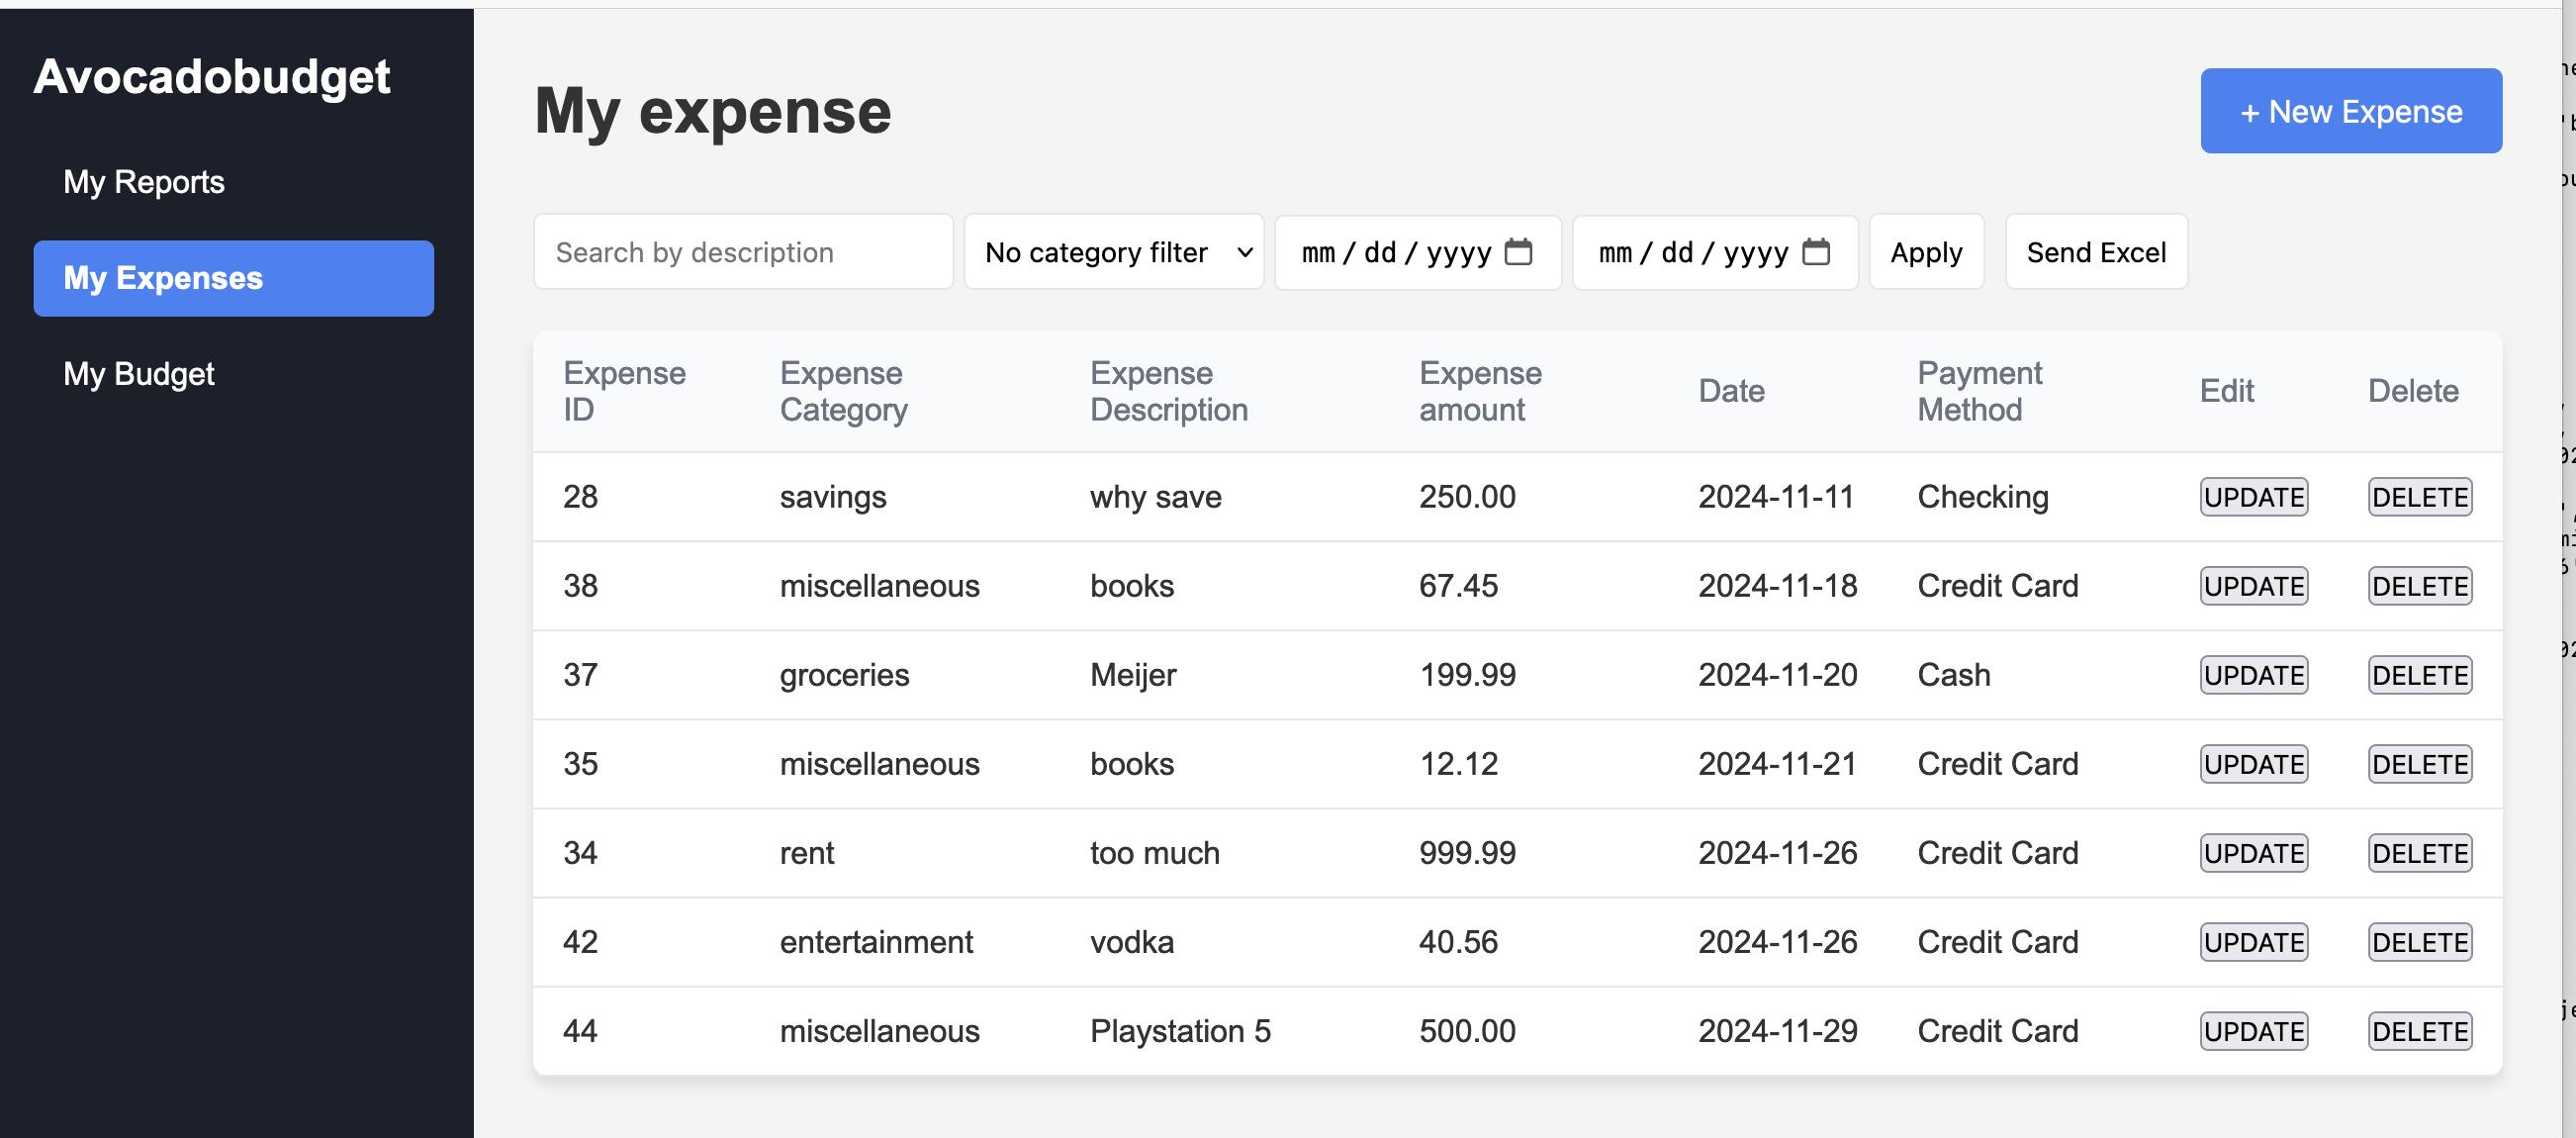 Avocadobudget
My Reports
My Expenses
My Budget
My expense
+ New Expense
Search by description No category filter mm/dd/yyyy mm/dd/yyyy Apply Send Excel
Expense ID Expense Category Expense Description Expense amount Date Payment Method Edit Delete
28 savings why save 250.00 2024-11-11 Checking UPDATE DELETE
38 miscellaneous books 67.45 2024-11-18 Credit Card UPDATE DELETE
37 groceries Meijer 199.99 2024-11-20 Cash UPDATE DELETE
35 miscellaneous books 12.12 2024-11-21 Credit Card UPDATE DELETE
34 rent too much 999.99 2024-11-26 Credit Card UPDATE DELETE
42 entertainment vodka 40.56 2024-11-26 Credit Card UPDATE DELETE
44 miscellaneous Playstation 5 500.00 2024-11-29 Credit Card UPDATE DELETE